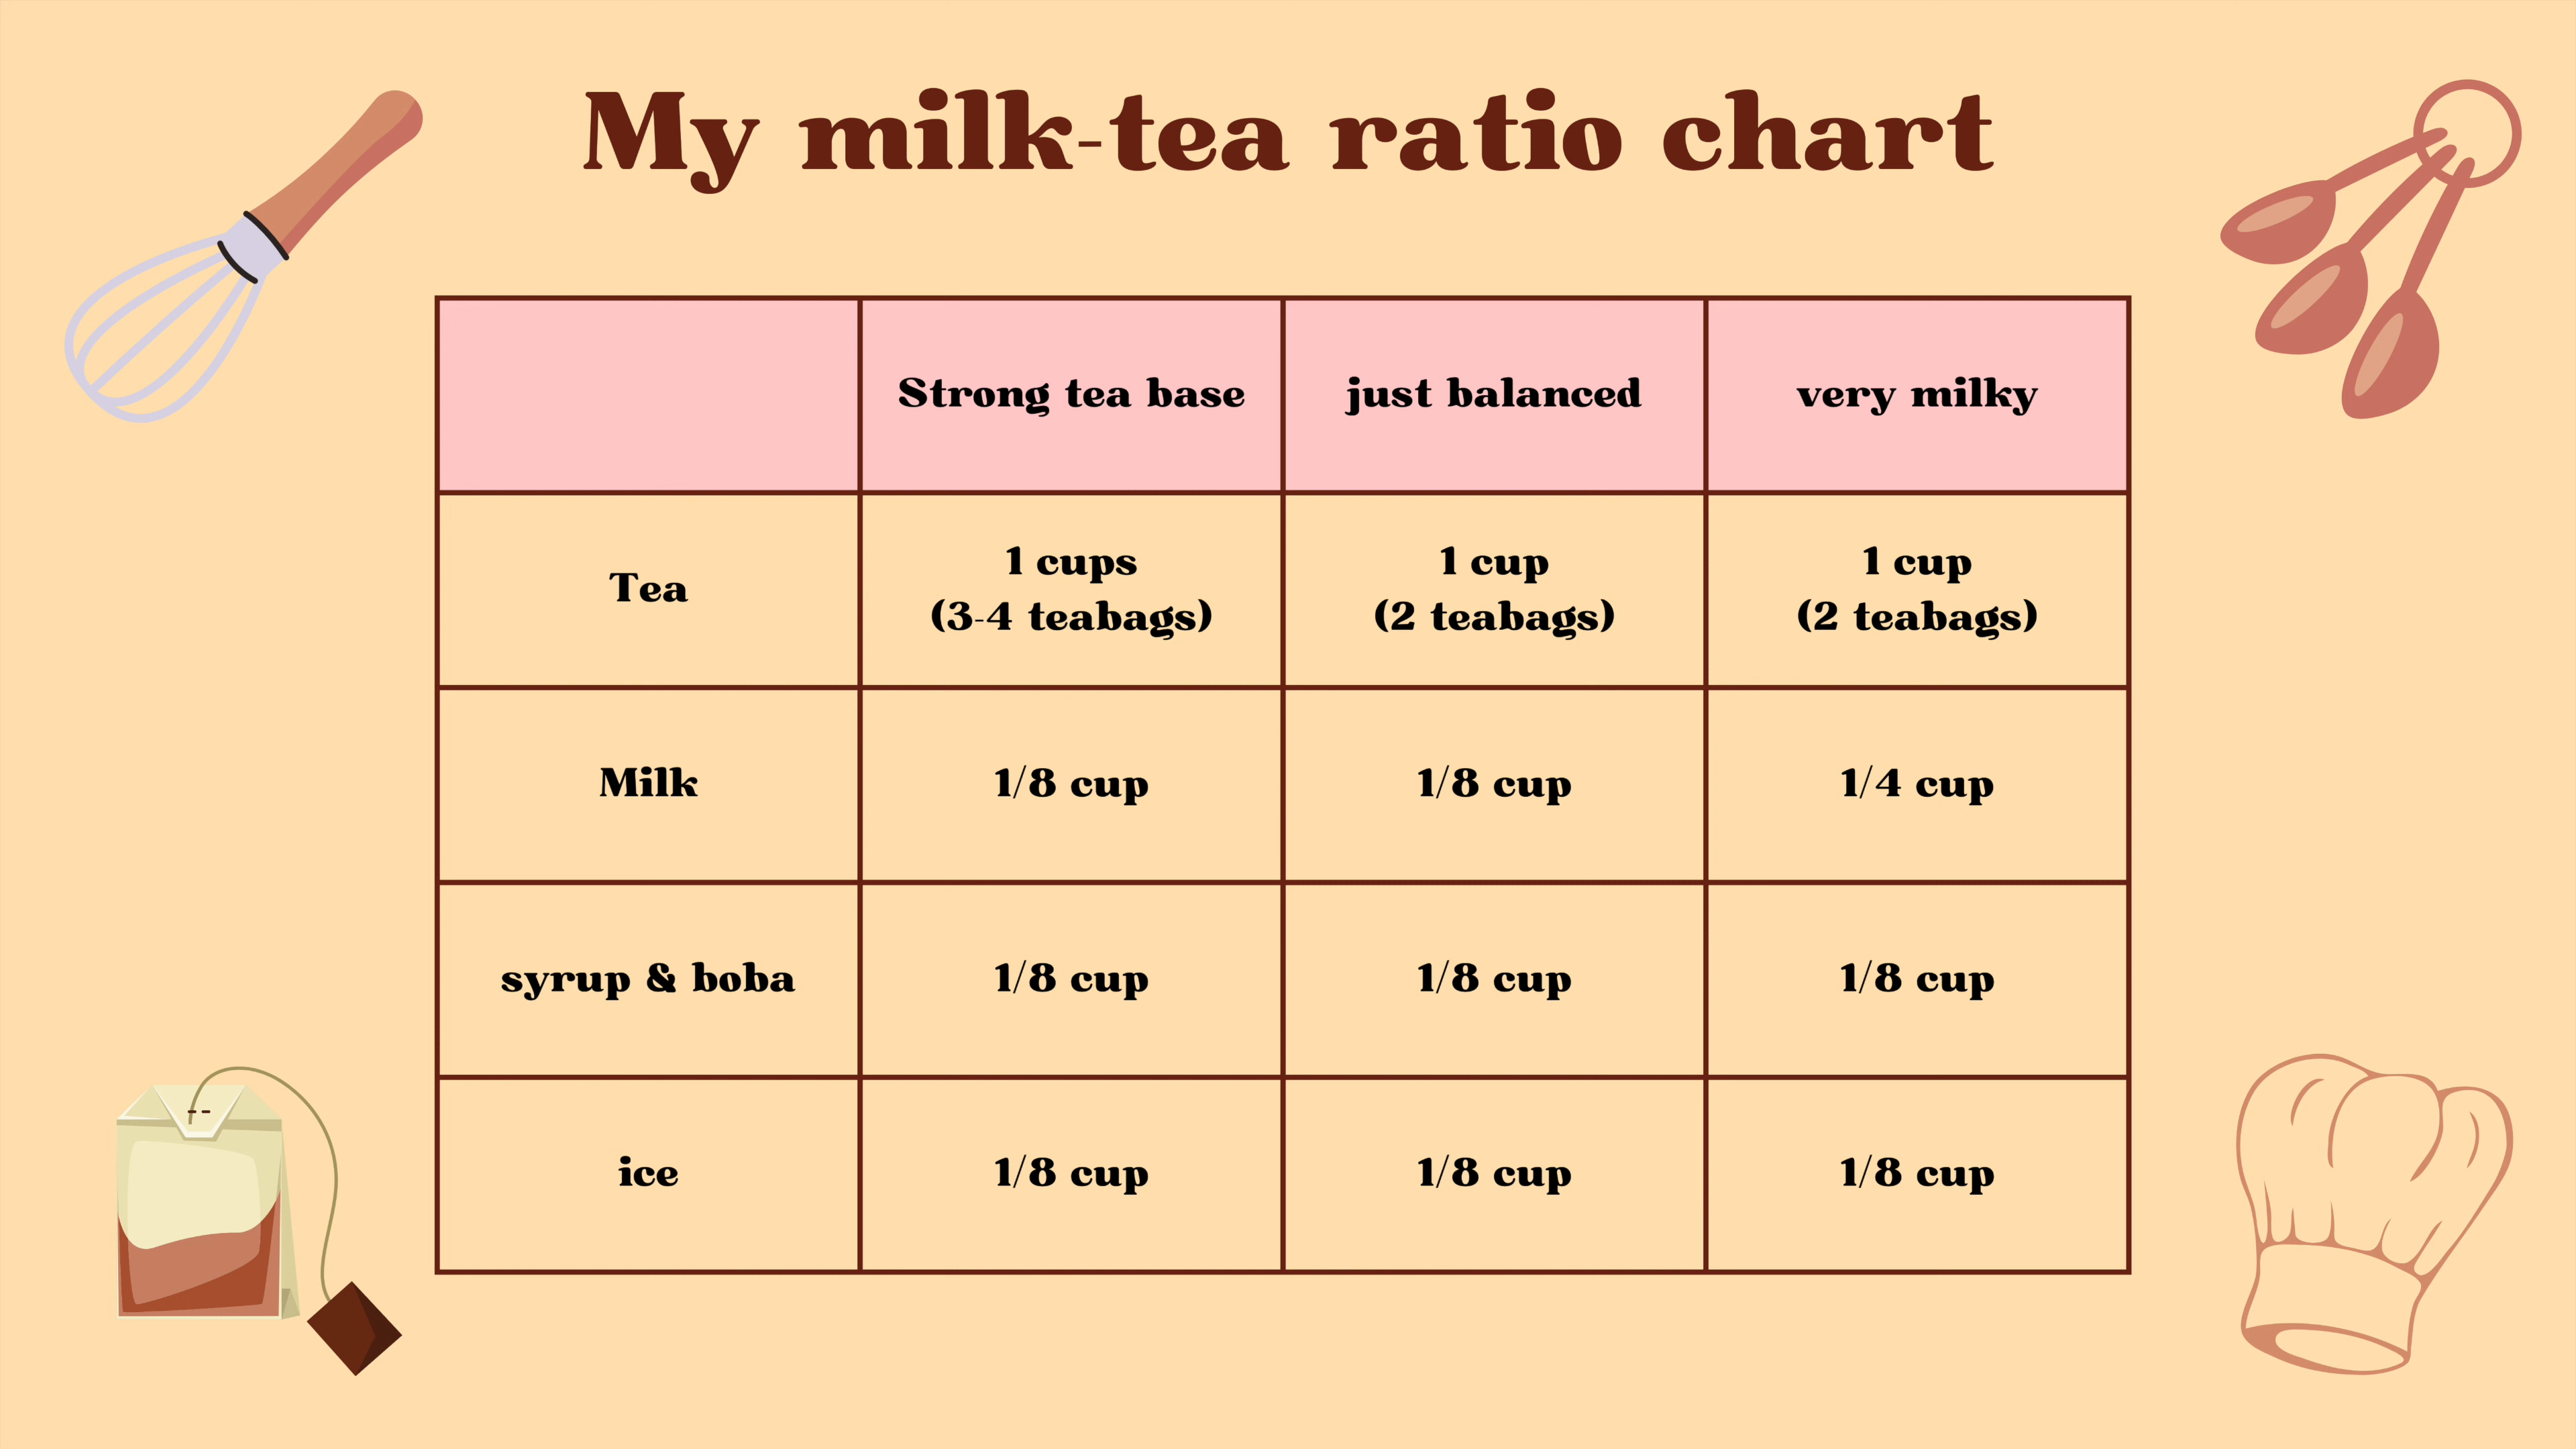 My milk-tea ratio chart
Strong tea base
just balanced
very milky
Tea
1 cups
(3-4 teabags)
1 cup
(2 teabags)
1 cup
(2 teabags)
Milk
1/8 cup
1/8 cup
1/4 cup
syrup & boba
1/8 cup
1/8 cup
1/8 cup
ice
1/8 cup
1/8 cup
1/8 cup